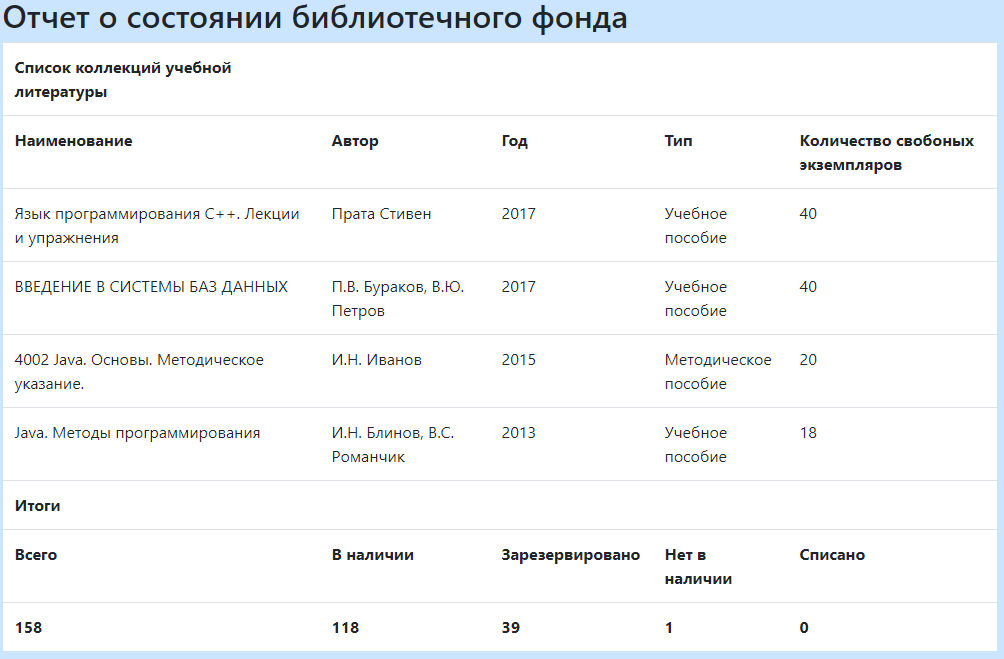 Отчет о состоянии библиотечного фонда
Список коллекций учебной
литературы
Наименование Автор Год Тип Количество свобоных
экземпляров
Язык программирования C++. Лекции Прата Стивен 2017 Учебное 40
и упражнения пособие
ВВЕДЕНИЕ В СИСТЕМЫ БАЗ ДАННЫХ П.В. Бураков, В.Ю. 2017 Учебное 40
Петров пособие
4002 Java. Основы. Методическое И.Н. Иванов 2015 Методическое 20
указание. пособие
Java. Методы программирования И.Н. Блинов, В.С. 2013 Учебное 18
Романчик пособие
Итоги
Всего В наличии Зарезервировано Нет в Списано
наличии
158 118 39 1 0